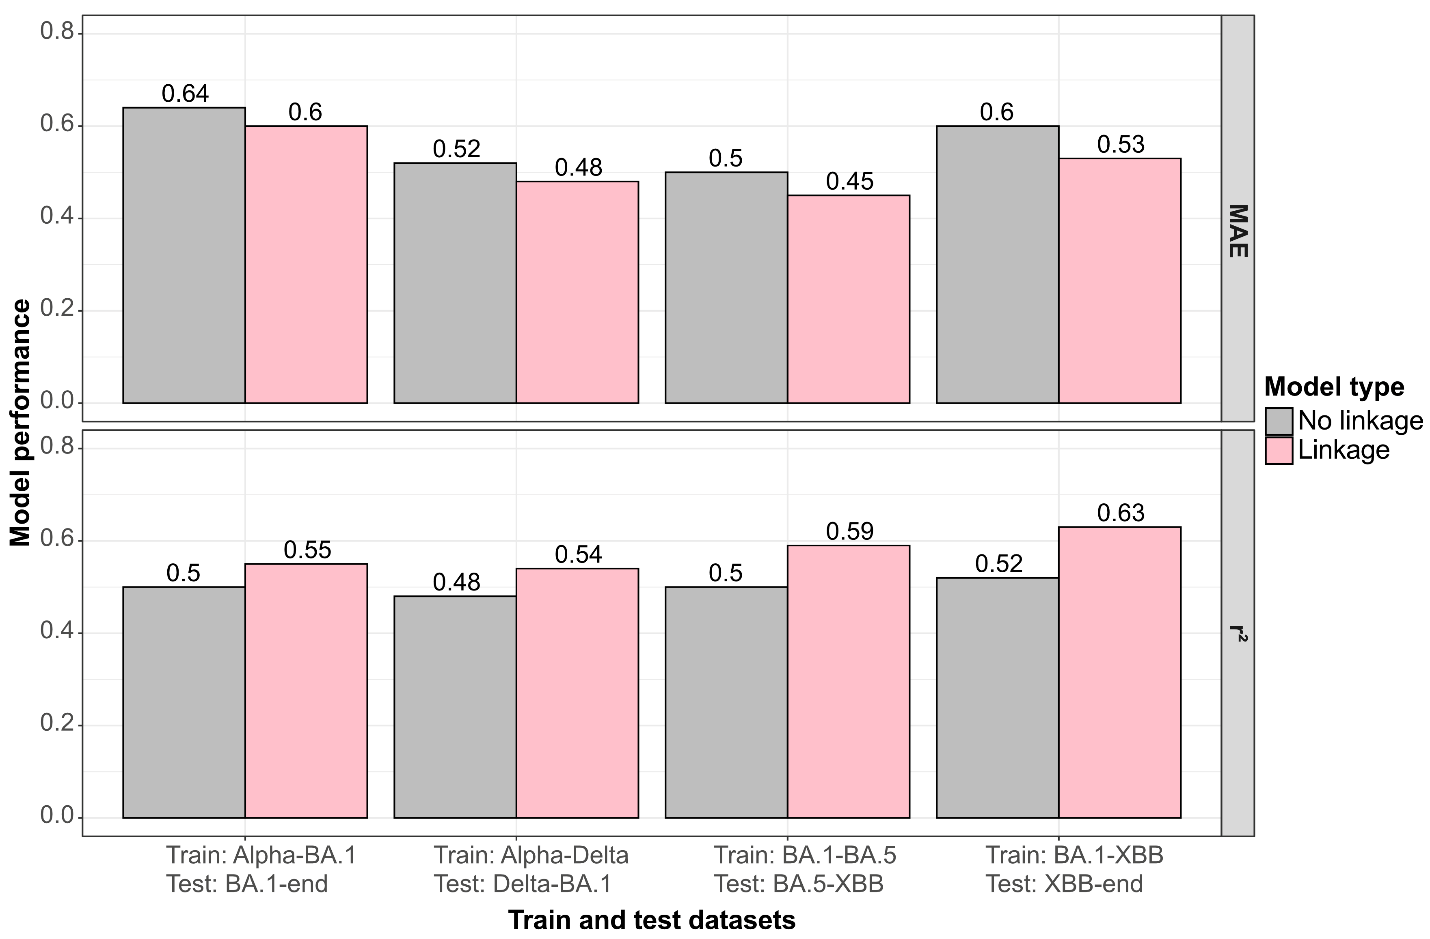 Model performance
0.8
0.6
0.4
0.2
0.0
0.64
0.6
0.52
0.48
0.5
0.45
0.6
0.53
MAE
0.8
0.6
0.4
0.2
0.0
0.5
0.55
0.48
0.54
0.5
0.59
0.52
0.63
r²
Train: Alpha-BA.1
Test: BA.1-end
Train: Alpha-Delta
Test: Delta-BA.1
Train: BA.1-BA.5
Test: BA.5-XBB
Train: BA.1-XBB
Test: XBB-end
Train and test datasets
Model type
No linkage
Linkage